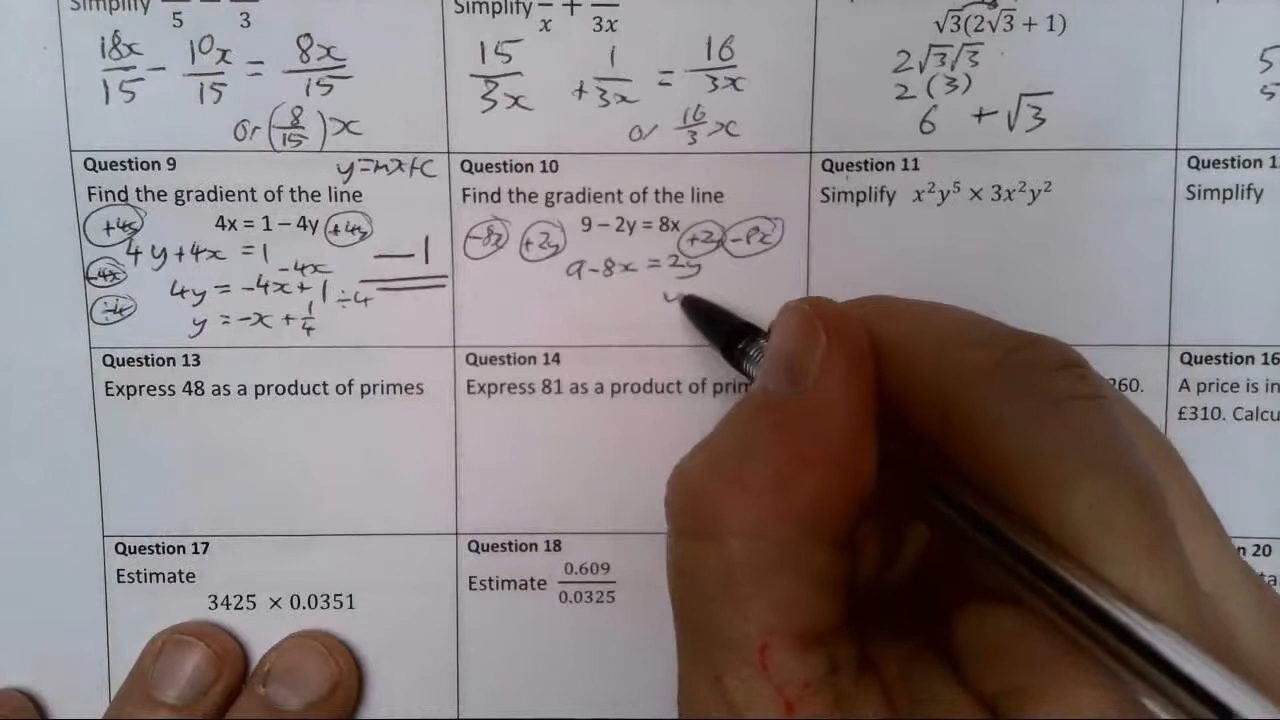 Simplify
5
3
18x/15 - 10x/15 = 8x/15
or (8/15) x
Simplify
x + 3x
15/3x + 1/3x = 16/3x
or 16/3 x
√3(2√3 + 1)
2√3√3
2 (3)
6 + √3
5
5
Question 9
y=mx+c
Find the gradient of the line
4x = 1 − 4y
+4y
+4y
4y+4x = 1
-4x
-4x
4y = -4x+1
÷4
÷4
y = -x + 1/4
-1
Question 10
Find the gradient of the line
9 − 2y = 8x
-8x
+2y
+2y
-8x
9-8x = 2y
Question 11
Simplify x²y⁵ × 3x²y²
Question 1
Simplify
Question 13
Express 48 as a product of primes
Question 14
Express 81 as a product of prim
260.
Question 16
A price is in
£310. Calcu
Question 17
Estimate
3425 × 0.0351
Question 18
Estimate 0.609/0.0325
n 20